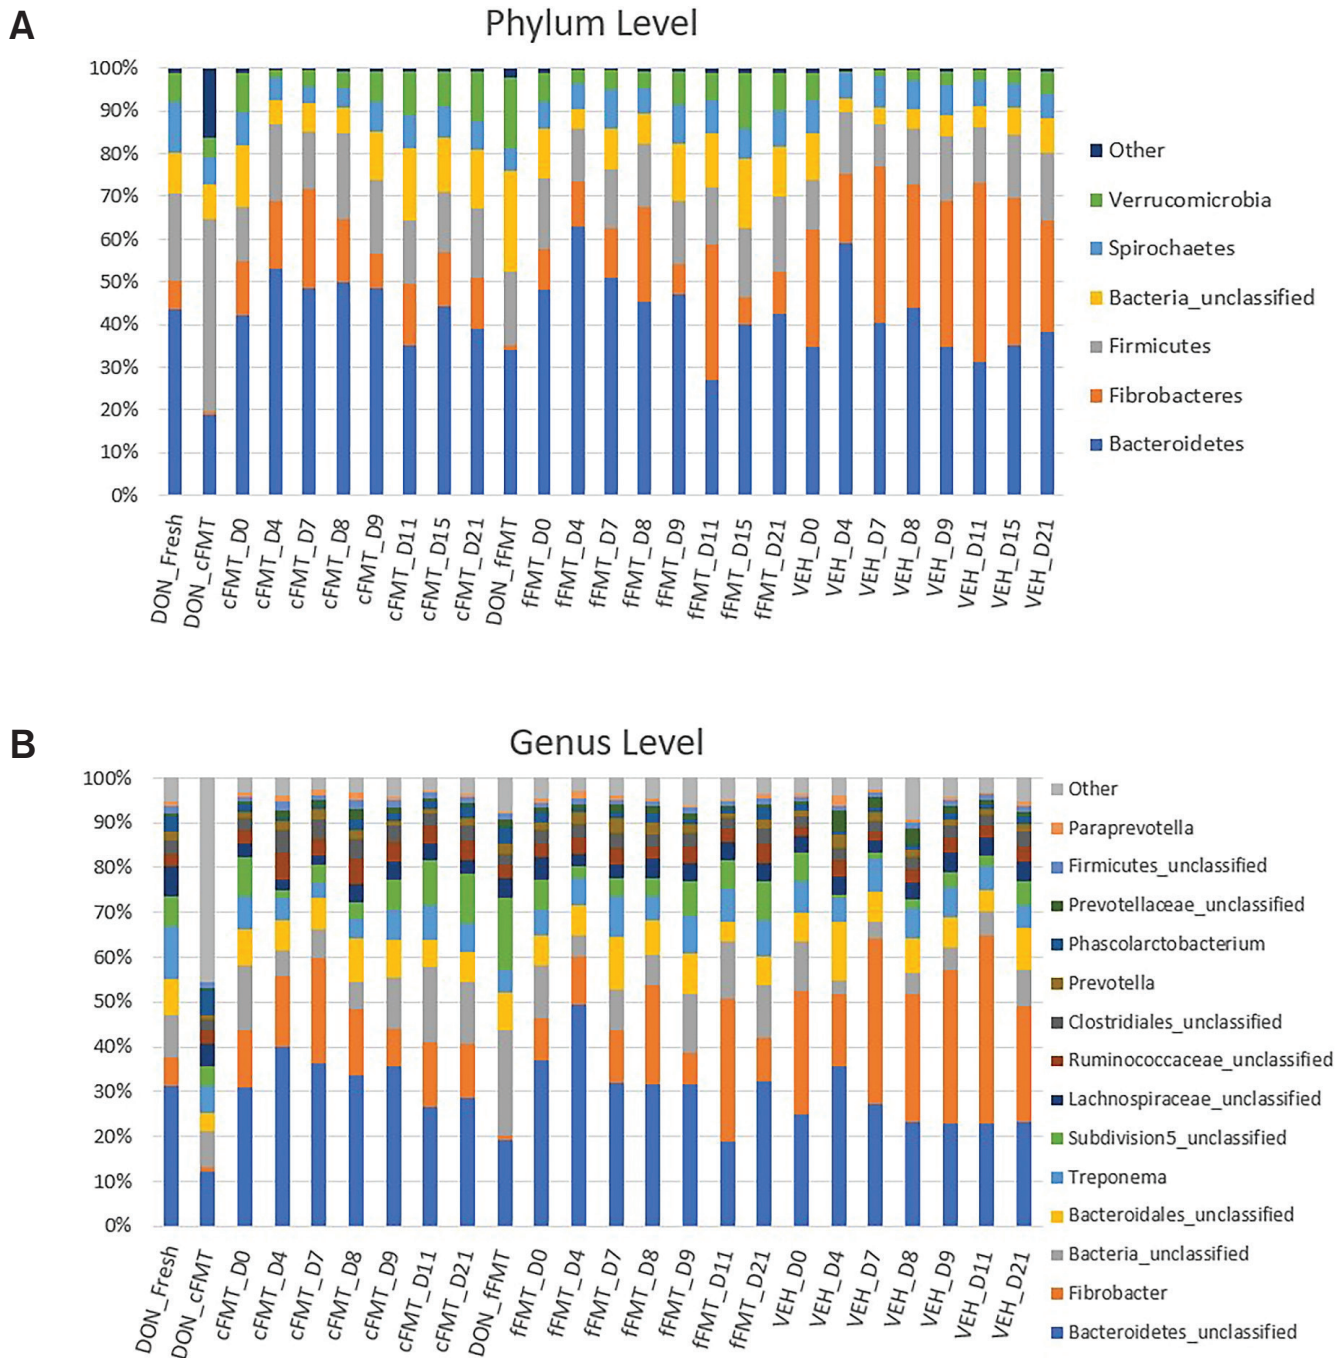 A
Phylum Level
100%
90%
80%
70%
60%
50%
40%
30%
20%
10%
0%
DON_Fresh
DON_cFMT
cFMT_D0
cFMT_D4
cFMT_D7
cFMT_D8
cFMT_D9
cFMT_D11
cFMT_D15
cFMT_D21
DON_fFMT
fFMT_D0
fFMT_D4
fFMT_D7
fFMT_D8
fFMT_D9
fFMT_D11
fFMT_D15
fFMT_D21
VEH_D0
VEH_D4
VEH_D7
VEH_D8
VEH_D9
VEH_D11
VEH_D15
VEH_D21
Other
Verrucomicrobia
Spirochaetes
Bacteria_unclassified
Firmicutes
Fibrobacteres
Bacteroidetes
B
Genus Level
100%
90%
80%
70%
60%
50%
40%
30%
20%
10%
0%
DON_Fresh
DON_cFMT
cFMT_D0
cFMT_D4
cFMT_D7
cFMT_D8
cFMT_D9
cFMT_D11
cFMT_D21
DON_fFMT
fFMT_D0
fFMT_D4
fFMT_D7
fFMT_D8
fFMT_D9
fFMT_D11
fFMT_D21
VEH_D0
VEH_D4
VEH_D7
VEH_D8
VEH_D9
VEH_D11
VEH_D21
Other
Paraprevotella
Firmicutes_unclassified
Prevotellaceae_unclassified
Phascolarctobacterium
Prevotella
Clostridiales_unclassified
Ruminococcaceae_unclassified
Lachnospiraceae_unclassified
Subdivision5_unclassified
Treponema
Bacteroidales_unclassified
Bacteria_unclassified
Fibrobacter
Bacteroidetes_unclassified